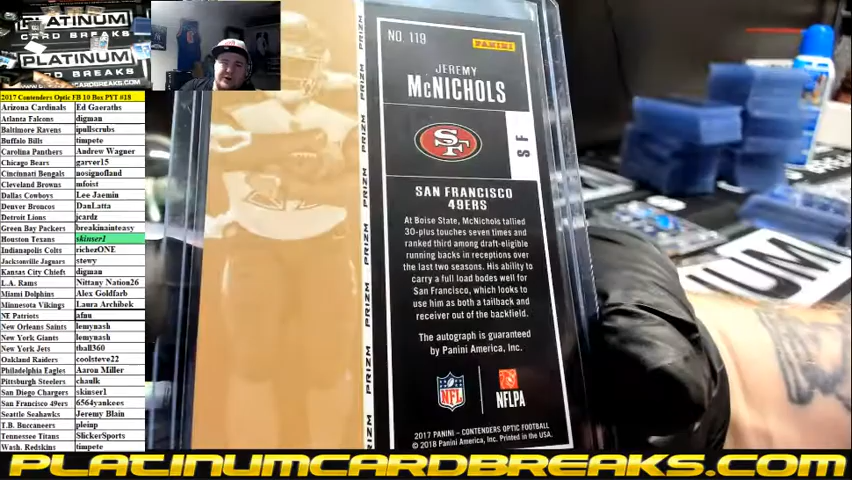 PLATINUM
CARD BREAKS
PLATINUM
CARD BREAKS
2017 Contenders Optic FB 10 Box PYT #18
Arizona Cardinals Ed Gaeraths
Atlanta Falcons digman
Baltimore Ravens ipullscrubs
Buffalo Bills timpete
Carolina Panthers Andrew Wagner
Chicago Bears garver15
Cincinnati Bengals nosignofland
Cleveland Browns mfoist
Dallas Cowboys Lee Jaemin
Denver Broncos DanLatta
Detroit Lions jcardz
Green Bay Packers breakinainteasy
Houston Texans skinser1
Indianapolis Colts richerONE
Jacksonville Jaguars stewy
Kansas City Chiefs digman
L.A. Rams Nittany Nation26
Miami Dolphins Alex Goldfarb
Minnesota Vikings Laura Archibek
NE Patriots afnu
New Orleans Saints lemynash
New York Giants lemynash
New York Jets tball360
Oakland Raiders coolsteve22
Philadelphia Eagles Aaron Miller
Pittsburgh Steelers chaulk
San Diego Chargers skinser1
San Francisco 49ers 6564yankees
Seattle Seahawks Jeremy Blain
T.B. Buccaneers pleinp
Tennessee Titans SlickerSports
Wash. Redskins timpete
PRIZM PRIZM PRIZM PRIZM PRIZM PRIZM
NO. 119
PANINI
JEREMY
McNICHOLS
SF
SF
SAN FRANCISCO
49ERS
At Boise State, McNichols tallied
30-plus touches seven times and
ranked third among draft-eligible
running backs in receptions over
the last two seasons. His ability to
carry a full load bodes well for
San Francisco, which looks to
use him as both a tailback and
receiver out of the backfield.
The autograph is guaranteed
by Panini America, Inc.
NFL
NFLPA
2017 PANINI - CONTENDERS OPTIC FOOTBALL
© 2018 Panini America, Inc. Printed in the USA.
PLATINUMCARDBREAKS.COM